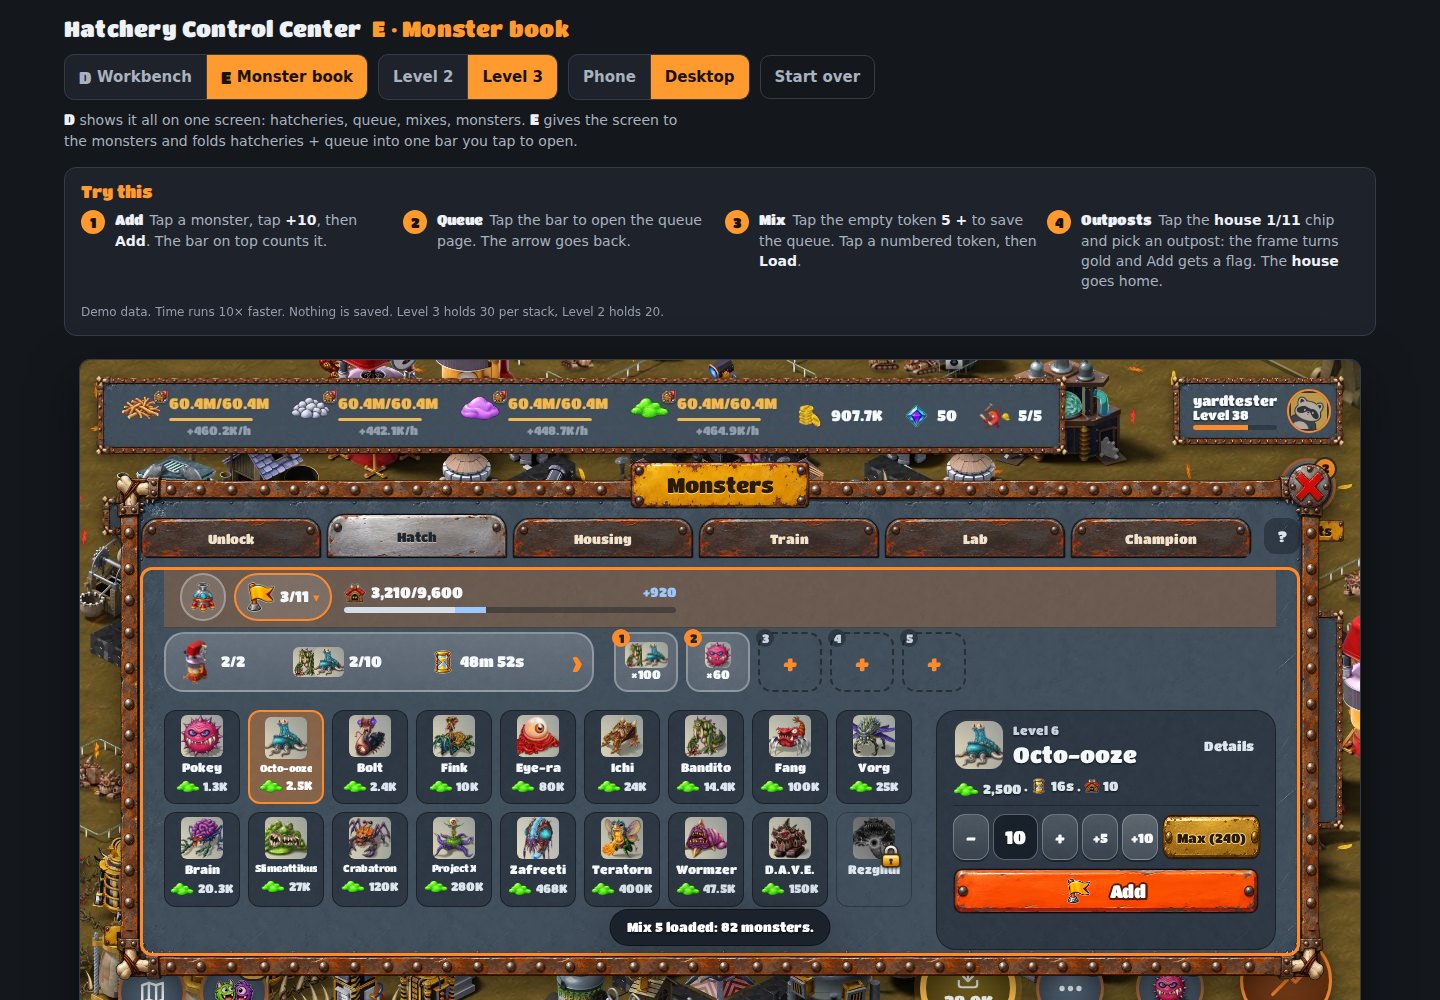 Hatchery Control Center E · Monster book
D Workbench E Monster book Level 2 Level 3 Phone Desktop Start over
D shows it all on one screen: hatcheries, queue, mixes, monsters. E gives the screen to
the monsters and folds hatcheries + queue into one bar you tap to open.
Try this
1 Add Tap a monster, tap +10, then
Add. The bar on top counts it.
2 Queue Tap the bar to open the queue
page. The arrow goes back.
3 Mix Tap the empty token 5 + to save
the queue. Tap a numbered token, then
Load.
4 Outposts Tap the house 1/11 chip
and pick an outpost: the frame turns
gold and Add gets a flag. The house
goes home.
Demo data. Time runs 10× faster. Nothing is saved. Level 3 holds 30 per stack, Level 2 holds 20.
60.4M/60.4M 60.4M/60.4M 60.4M/60.4M 60.4M/60.4M 907.7K 50 5/5
+460.2K/h +442.1K/h +448.7K/h +464.9K/h
yardtester
Level 38
Monsters
Unlock Hatch Housing Train Lab Champion ?
3/11 ▾ 3,210/9,600 +920
2/2 2/10 48m 52s ❯
1 ×100
2 ×60
3 +
4 +
5 +
Pokey Octo-ooze Bolt Fink Eye-ra Ichi Bandito Fang Vorg
1.3K 2.5K 2.4K 10K 80K 24K 14.4K 100K 25K
Brain Slimeattikus Crabatron Project X Zafreeti Teratorn Wormzer D.A.V.E.
20.3K 27K 120K 280K 468K 400K 47.5K 150K
Level 6
Octo-ooze Details
2,500 · 16s · 10
− 10 + +5 +10 Max (240)
Add
Mix 5 loaded: 82 monsters.